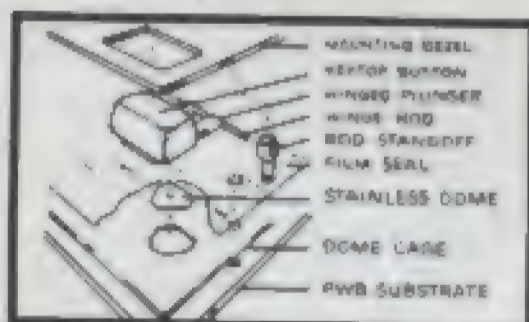 MOUNTING BEZEL
KEYTOP BUTTON
HINGED PLUNGER
HINGE ROD
ROD STANDOFF
FILM SEAL
STAINLESS DOME
DOME CAGE
PWB SUBSTRATE